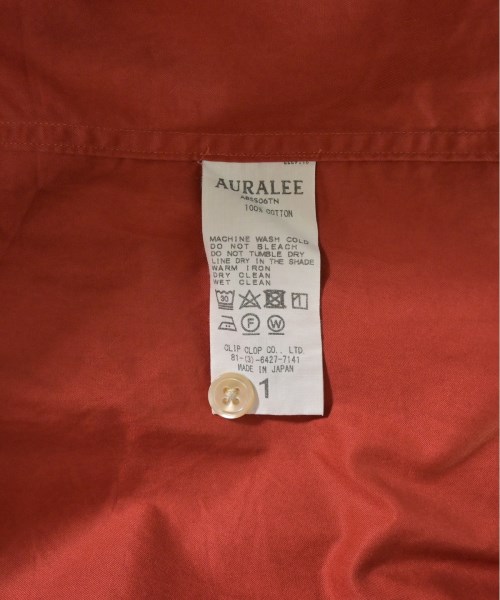 AURALEE
100% COTTON
MACHINE WASH COLD
DO NOT BLEACH
DO NOT TUMBLE DRY
LINE DRY IN THE SHADE
WARM IRON
DRY CLEAN
WET CLEAN
30
F W
CLIP CLOP CO., LTD.
81-(3)-6427-7141
MADE IN JAPAN
1